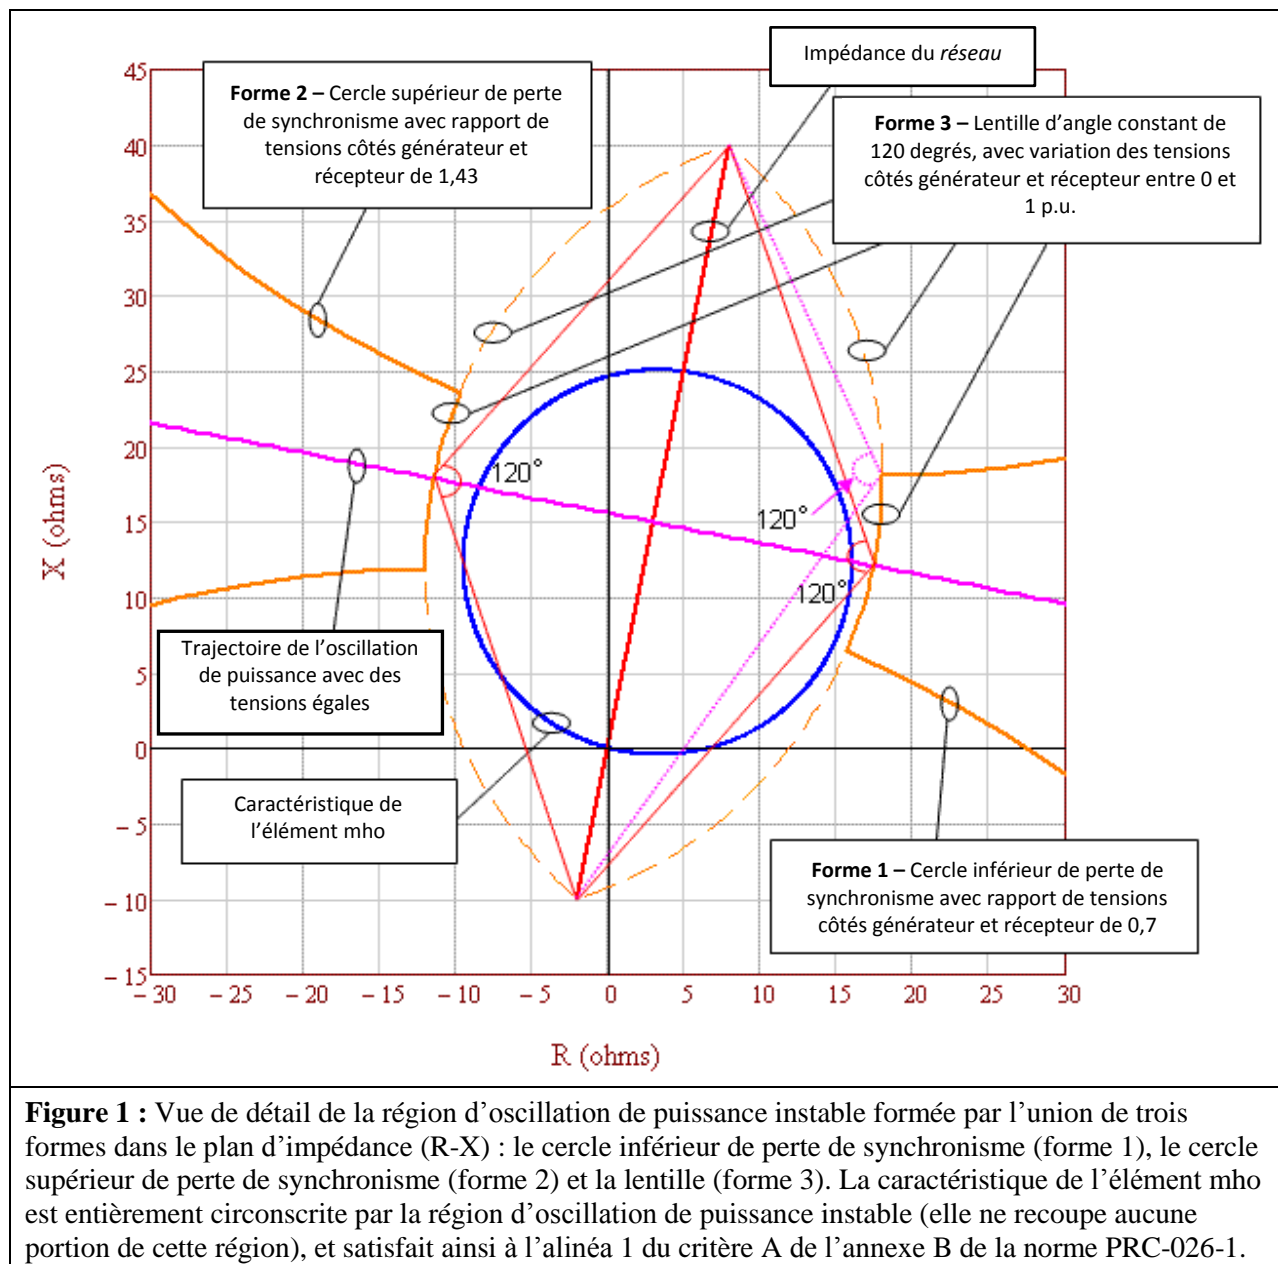 Impédance du réseau
Forme 2 – Cercle supérieur de perte
de synchronisme avec rapport de
tensions côtés générateur et
récepteur de 1,43
Forme 3 – Lentille d’angle constant de
120 degrés, avec variation des tensions
côtés générateur et récepteur entre 0 et
1 p.u.
45
40
35
30
25
20
15
10
5
0
– 5
– 10
– 15
X (ohms)
120°
120°
120°
Trajectoire de l’oscillation
de puissance avec des
tensions égales
Caractéristique de
l’élément mho
Forme 1 – Cercle inférieur de perte de
synchronisme avec rapport de tensions
côtés générateur et récepteur de 0,7
– 30 – 25 – 20 – 15 – 10 – 5 0 5 10 15 20 25 30
R (ohms)
Figure 1 : Vue de détail de la région d’oscillation de puissance instable formée par l’union de trois
formes dans le plan d’impédance (R-X) : le cercle inférieur de perte de synchronisme (forme 1), le cercle
supérieur de perte de synchronisme (forme 2) et la lentille (forme 3). La caractéristique de l’élément mho
est entièrement circonscrite par la région d’oscillation de puissance instable (elle ne recoupe aucune
portion de cette région), et satisfait ainsi à l’alinéa 1 du critère A de l’annexe B de la norme PRC-026-1.